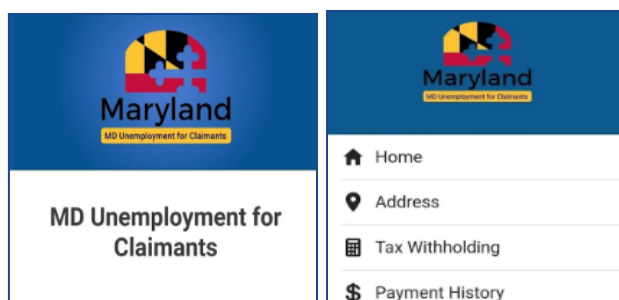 Maryland
MD Unemployment for Claimants
MD Unemployment for
Claimants
Maryland
MD Unemployment for Claimants
Home
Address
Tax Withholding
Payment History